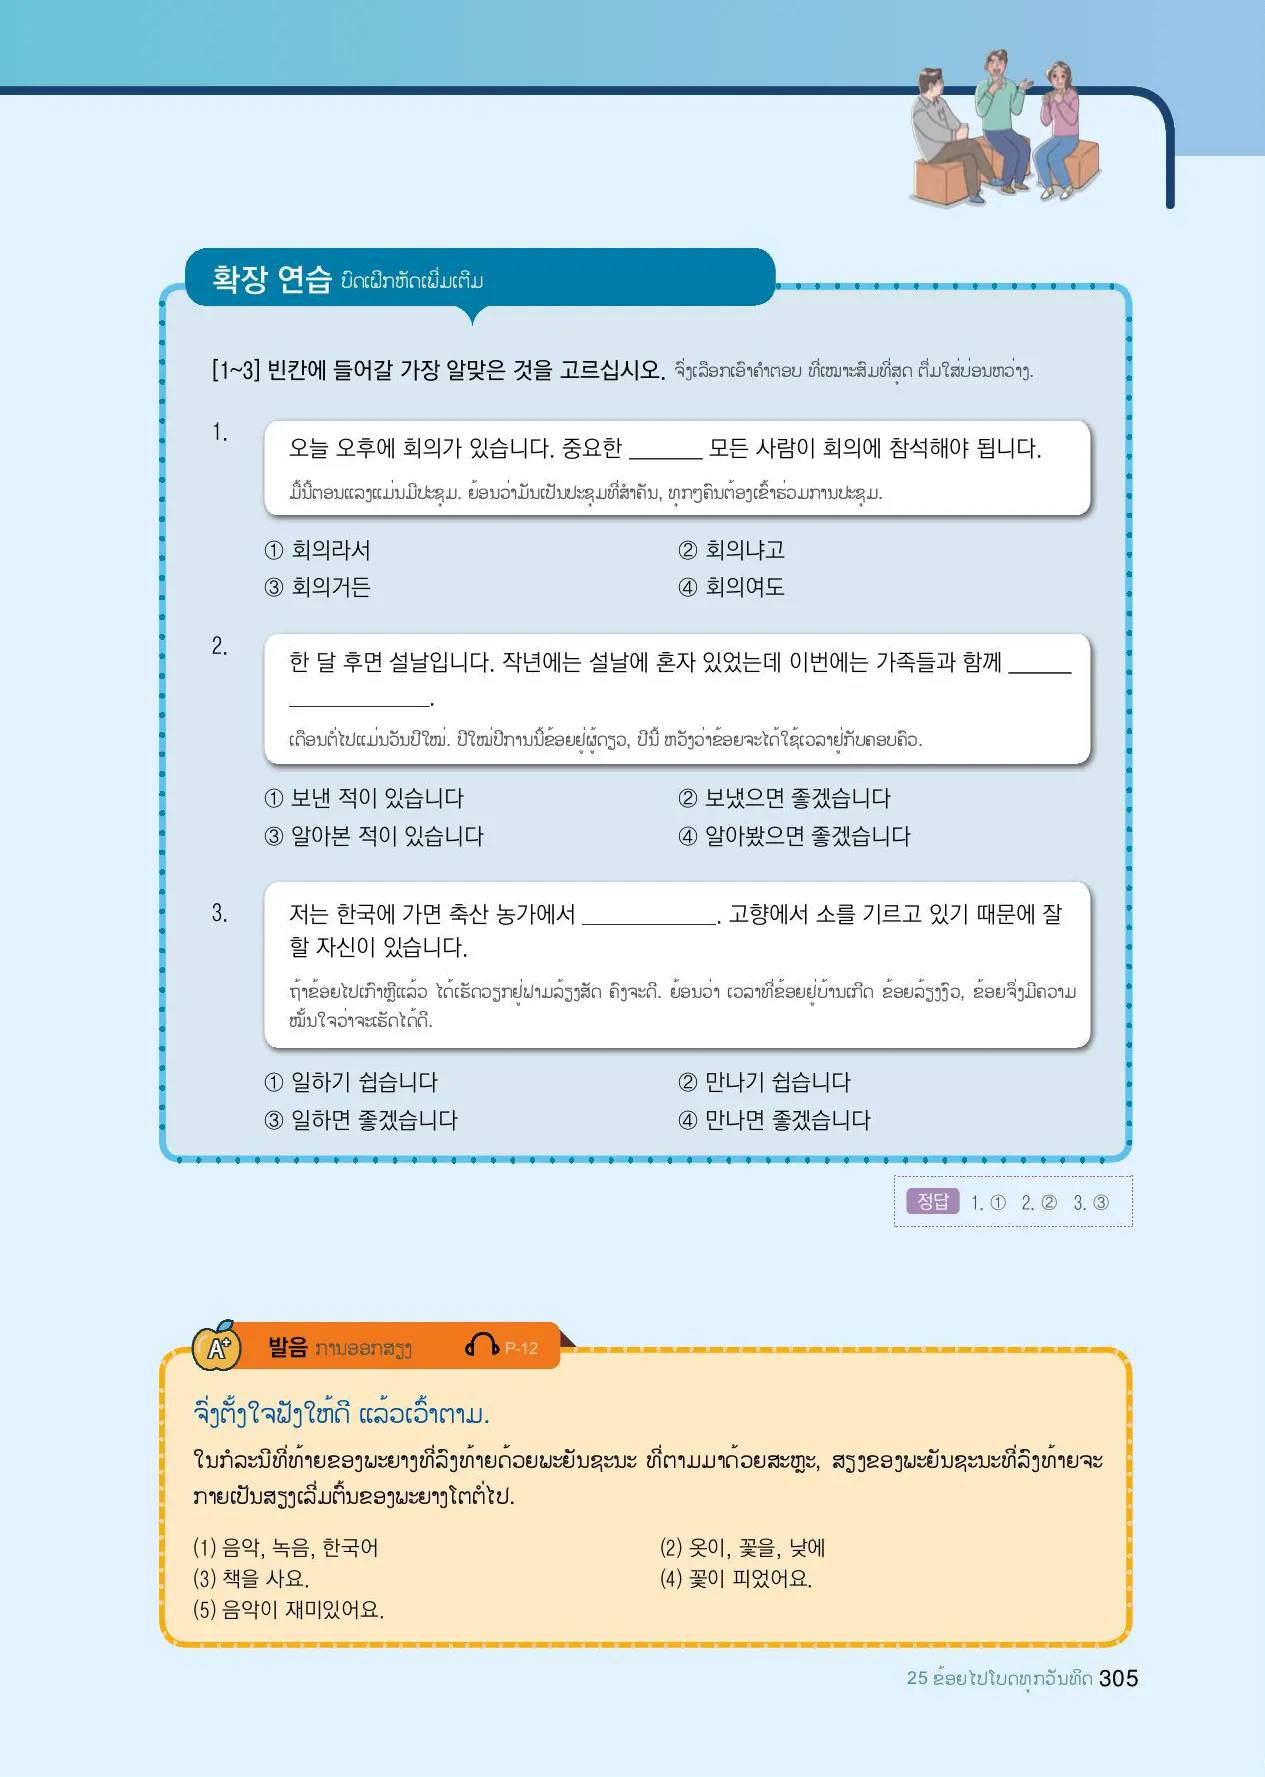 확장 연습 ບົດເຝິກຫັດເພີ່ມເຕີມ
[1~3] 빈칸에 들어갈 가장 알맞은 것을 고르십시오. ຈົ່ງເລືອກເອົາຄໍາຕອບ ທີ່ເໝາະສົມທີ່ສຸດ ຕື່ມໃສ່ບ່ອນຫວ່າງ.
1.
오늘 오후에 회의가 있습니다. 중요한 _______ 모든 사람이 회의에 참석해야 됩니다.
ມື້ນີ້ຕອນແລງແມ່ນມີປະຊຸມ. ຍ້ອນວ່າມັນເປັນປະຊຸມທີ່ສໍາຄັນ, ທຸກໆຄົນຕ້ອງເຂົ້າຮ່ວມການປະຊຸມ.
① 회의라서 ② 회의냐고
③ 회의거든 ④ 회의여도
2.
한 달 후면 설날입니다. 작년에는 설날에 혼자 있었는데 이번에는 가족들과 함께 ______
_____________.
ເດືອນຕໍ່ໄປແມ່ນວັນປີໃໝ່. ປີໃໝ່ປີການນີ້ຂ້ອຍຢູ່ຜູ້ດຽວ, ປີນີ້ ຫວັງວ່າຂ້ອຍຈະໄດ້ໃຊ້ເວລາຢູ່ກັບຄອບຄົວ.
① 보낸 적이 있습니다 ② 보냈으면 좋겠습니다
③ 알아본 적이 있습니다 ④ 알아봤으면 좋겠습니다
3.
저는 한국에 가면 축산 농가에서 ____________. 고향에서 소를 기르고 있기 때문에 잘
할 자신이 있습니다.
ຖ້າຂ້ອຍໄປເກົາຫຼີແລ້ວ ໄດ້ເຮັດວຽກຢູ່ຟາມລ້ຽງສັດ ຄົງຈະດີ. ຍ້ອນວ່າ ເວລາທີ່ຂ້ອຍຢູ່ບ້ານເກີດ ຂ້ອຍລ້ຽງງົວ, ຂ້ອຍຈຶ່ງມີຄວາມ
ໝັ້ນໃຈວ່າຈະເຮັດໄດ້ດີ.
① 일하기 쉽습니다 ② 만나기 쉽습니다
③ 일하면 좋겠습니다 ④ 만나면 좋겠습니다
정답 1. ① 2. ② 3. ③
A+ 발음 ການອອກສຽງ P-12
ຈົ່ງຕັ້ງໃຈຟັງໃຫ້ດີ ແລ້ວເວົ້າຕາມ.
ໃນກໍລະນີທີ່ທ້າຍຂອງພະຍາງທີ່ລົງທ້າຍດ້ວຍພະຍັນຊະນະ ທີ່ຕາມມາດ້ວຍສະຫຼະ, ສຽງຂອງພະຍັນຊະນະທີ່ລົງທ້າຍຈະ
ກາຍເປັນສຽງເລີ່ມຕົ້ນຂອງພະຍາງໂຕຕໍ່ໄປ.
(1) 음악, 녹음, 한국어 (2) 옷이, 꽃을, 낮에
(3) 책을 사요. (4) 꽃이 피었어요.
(5) 음악이 재미있어요.
25 ຂ້ອຍໄປໂບດທຸກວັນທິດ 305